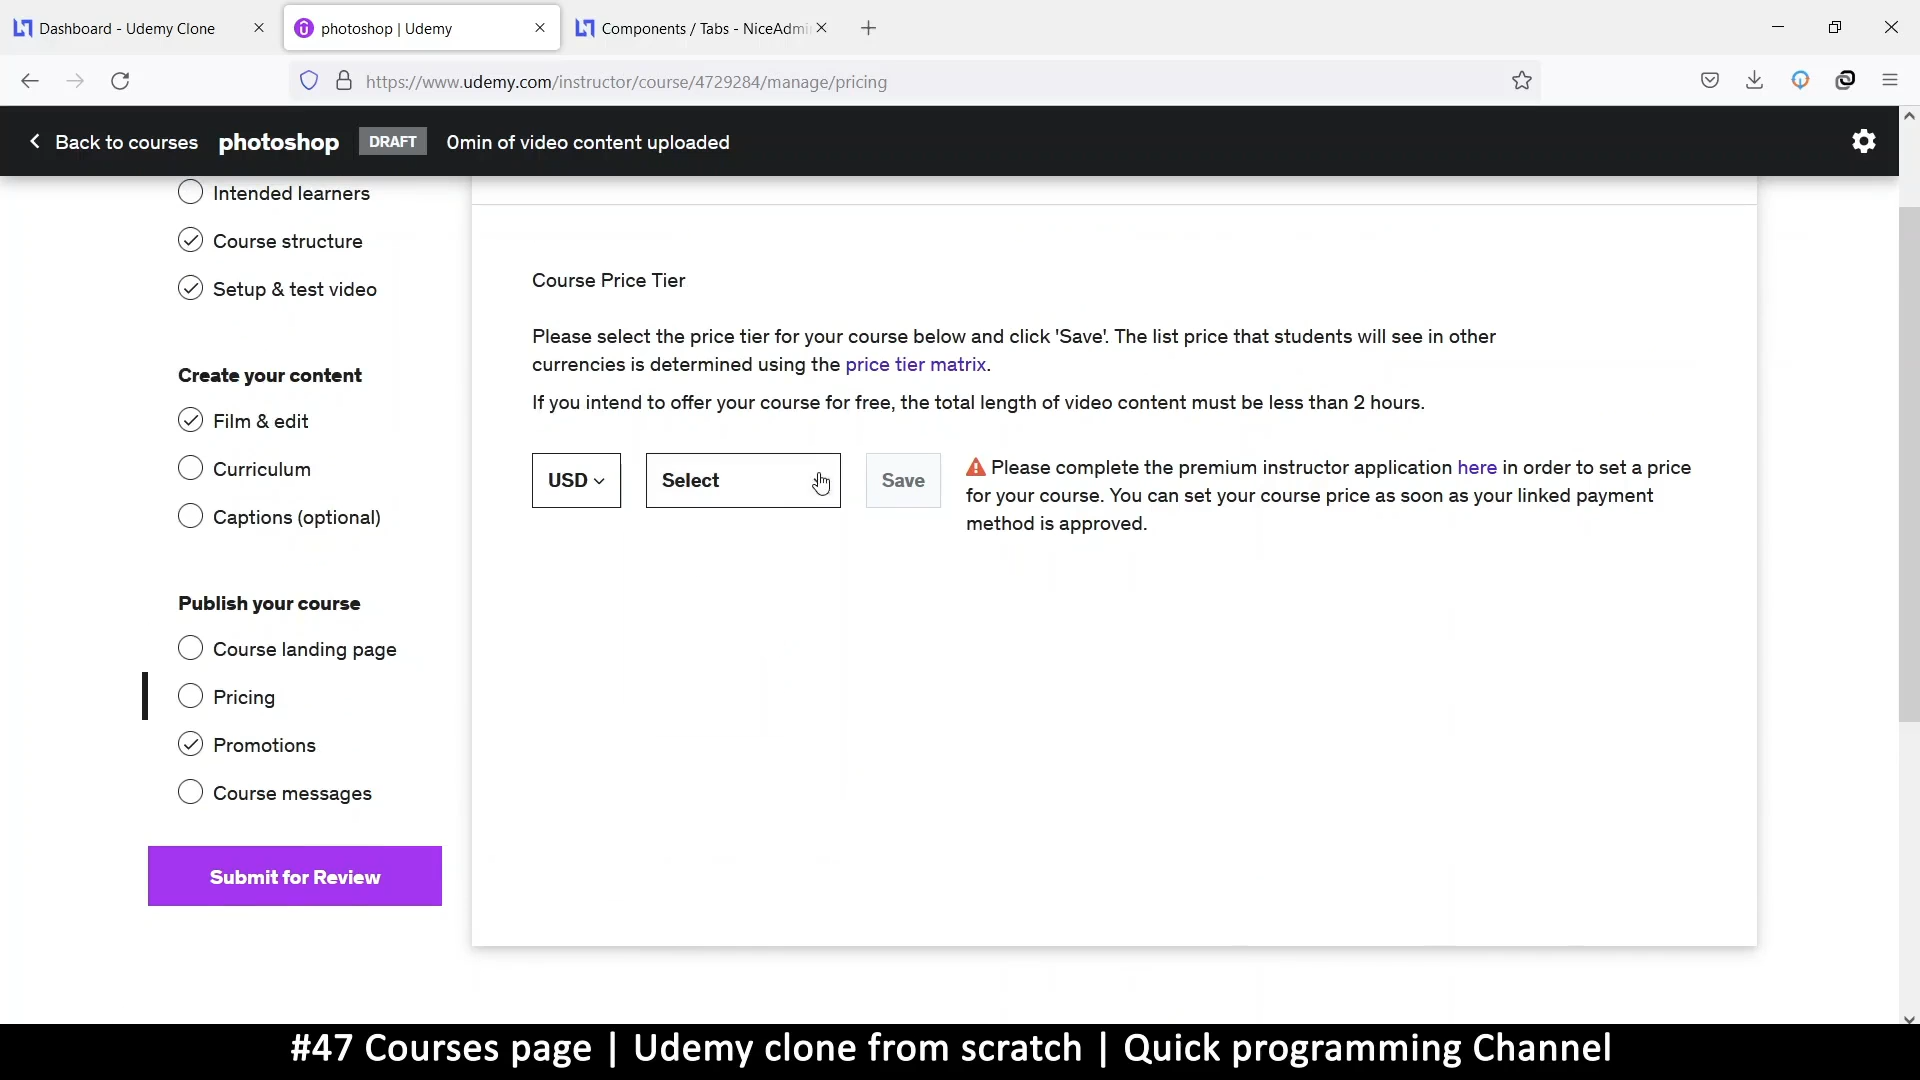 Dashboard - Udemy Clone
photoshop | Udemy
Components / Tabs - NiceAdmi
https://www.udemy.com/instructor/course/4729284/manage/pricing
Back to courses photoshop DRAFT 0min of video content uploaded
Intended learners
Course structure
Setup & test video
Create your content
Film & edit
Curriculum
Captions (optional)
Publish your course
Course landing page
Pricing
Promotions
Course messages
Submit for Review
Course Price Tier
Please select the price tier for your course below and click 'Save'. The list price that students will see in other
currencies is determined using the price tier matrix.
If you intend to offer your course for free, the total length of video content must be less than 2 hours.
USD
Select
Save
Please complete the premium instructor application here in order to set a price
for your course. You can set your course price as soon as your linked payment
method is approved.
#47 Courses page | Udemy clone from scratch | Quick programming Channel